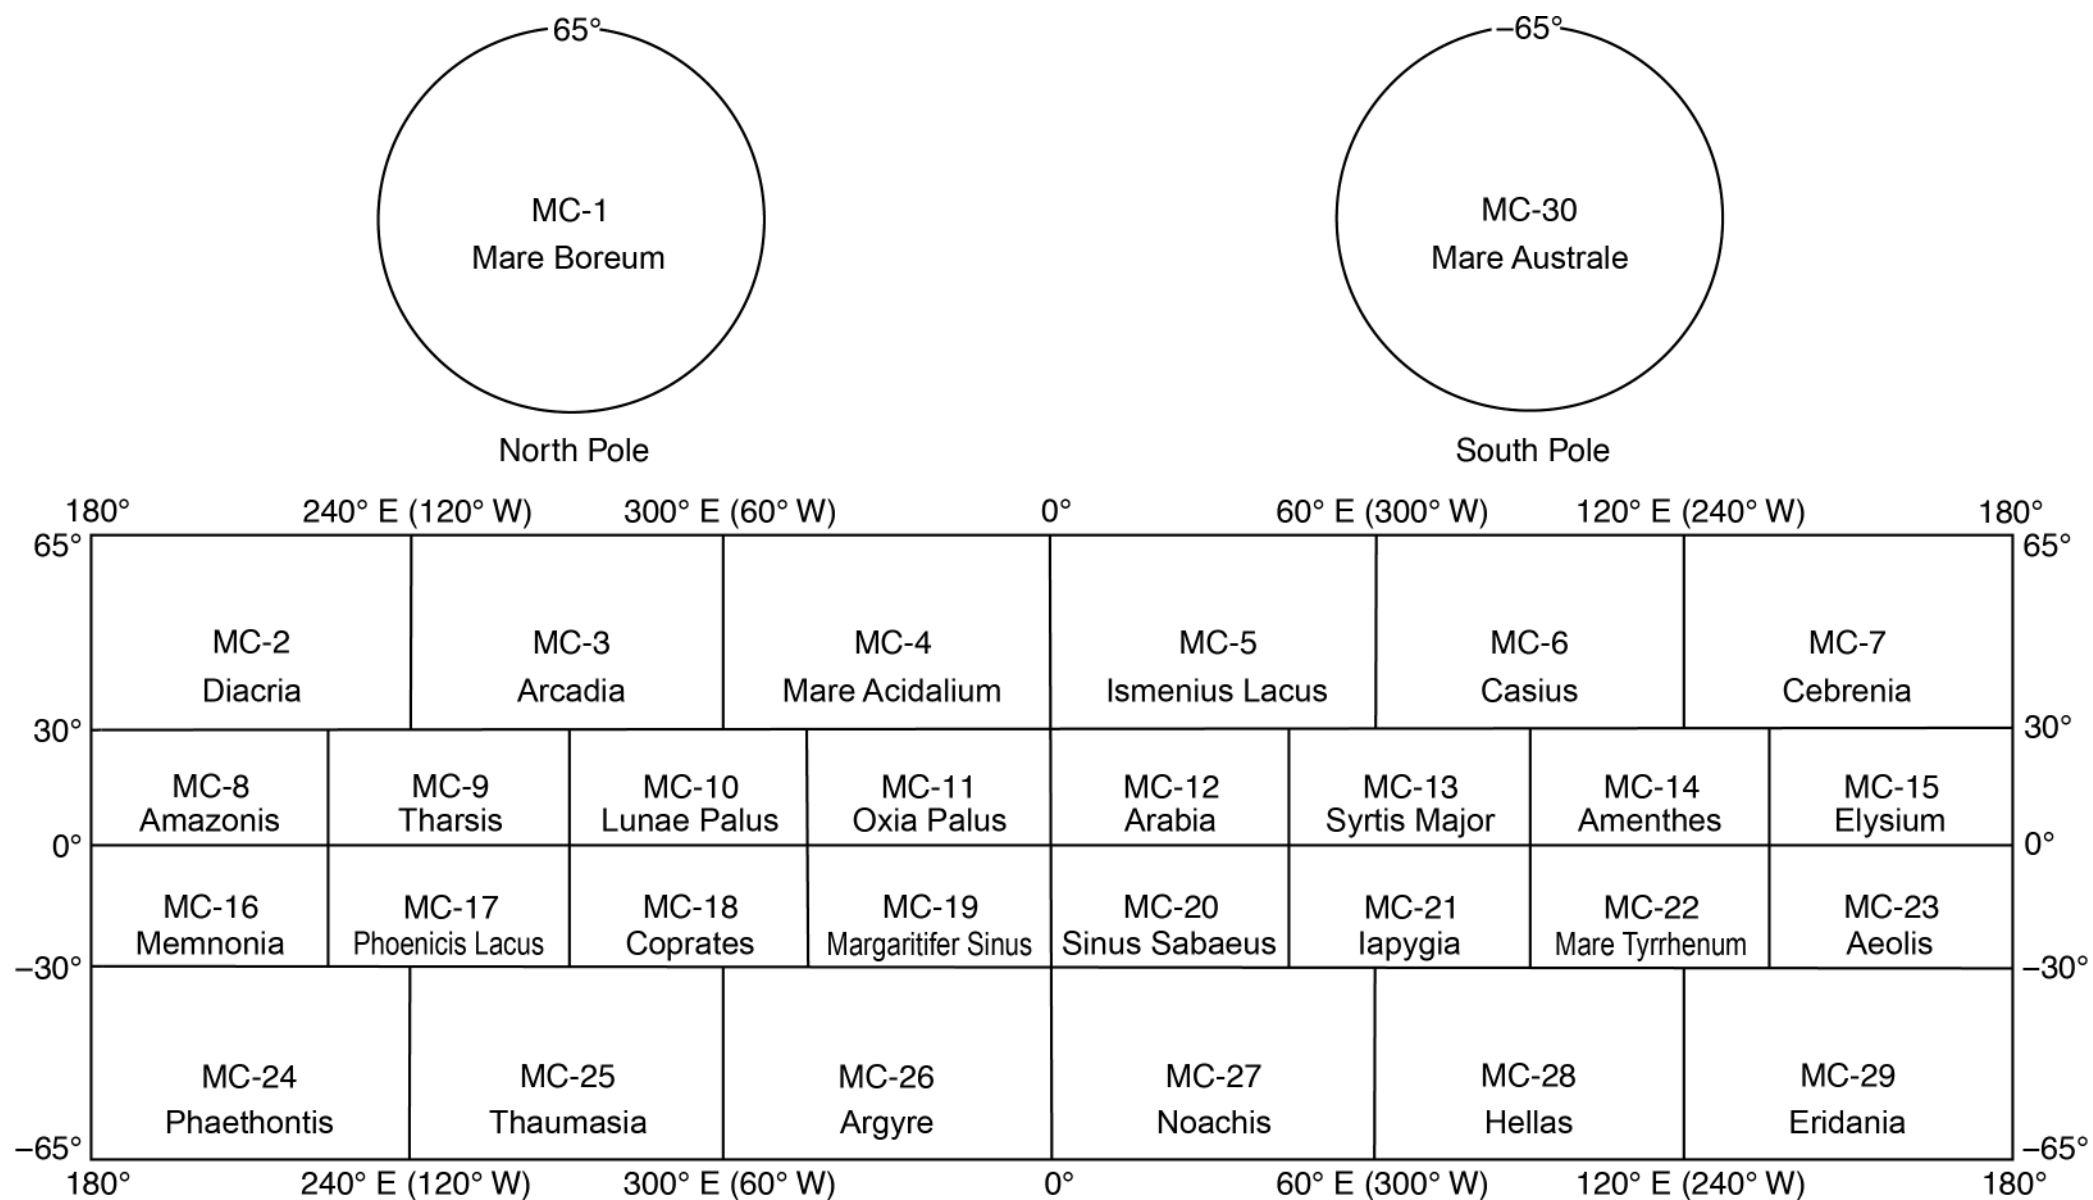 65°
–65°
MC-1
Mare Boreum
MC-30
Mare Australe
North Pole
South Pole
180° 240° E (120° W) 300° E (60° W) 0° 60° E (300° W) 120° E (240° W) 180°
65° 65°
MC-2 MC-3 MC-4 MC-5 MC-6 MC-7
Diacria Arcadia Mare Acidalium Ismenius Lacus Casius Cebrenia
30° 30°
MC-8 MC-9 MC-10 MC-11 MC-12 MC-13 MC-14 MC-15
Amazonis Tharsis Lunae Palus Oxia Palus Arabia Syrtis Major Amenthes Elysium
0° 0°
MC-16 MC-17 MC-18 MC-19 MC-20 MC-21 MC-22 MC-23
Memnonia Phoenicis Lacus Coprates Margaritifer Sinus Sinus Sabaeus Iapygia Mare Tyrrhenum Aeolis
–30° –30°
MC-24 MC-25 MC-26 MC-27 MC-28 MC-29
Phaethontis Thaumasia Argyre Noachis Hellas Eridania
–65° –65°
180° 240° E (120° W) 300° E (60° W) 0° 60° E (300° W) 120° E (240° W) 180°